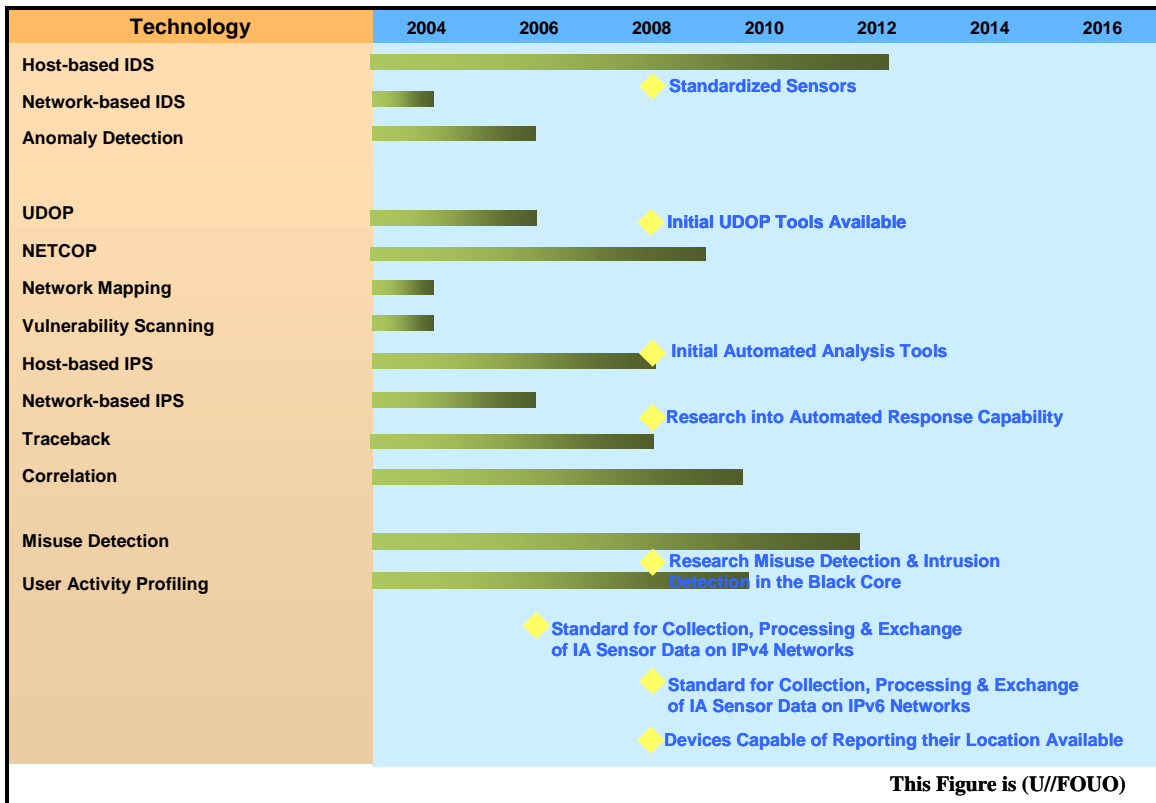 Technology 2004 2006 2008 2010 2012 2014 2016
Host-based IDS
Standardized Sensors
Network-based IDS
Anomaly Detection
UDOP
Initial UDOP Tools Available
NETCOP
Network Mapping
Vulnerability Scanning
Initial Automated Analysis Tools
Host-based IPS
Network-based IPS
Research into Automated Response Capability
Traceback
Correlation
Misuse Detection
Research Misuse Detection & Intrusion
Detection in the Black Core
User Activity Profiling
Standard for Collection, Processing & Exchange
of IA Sensor Data on IPv4 Networks
Standard for Collection, Processing & Exchange
of IA Sensor Data on IPv6 Networks
Devices Capable of Reporting their Location Available
This Figure is (U//FOUO)